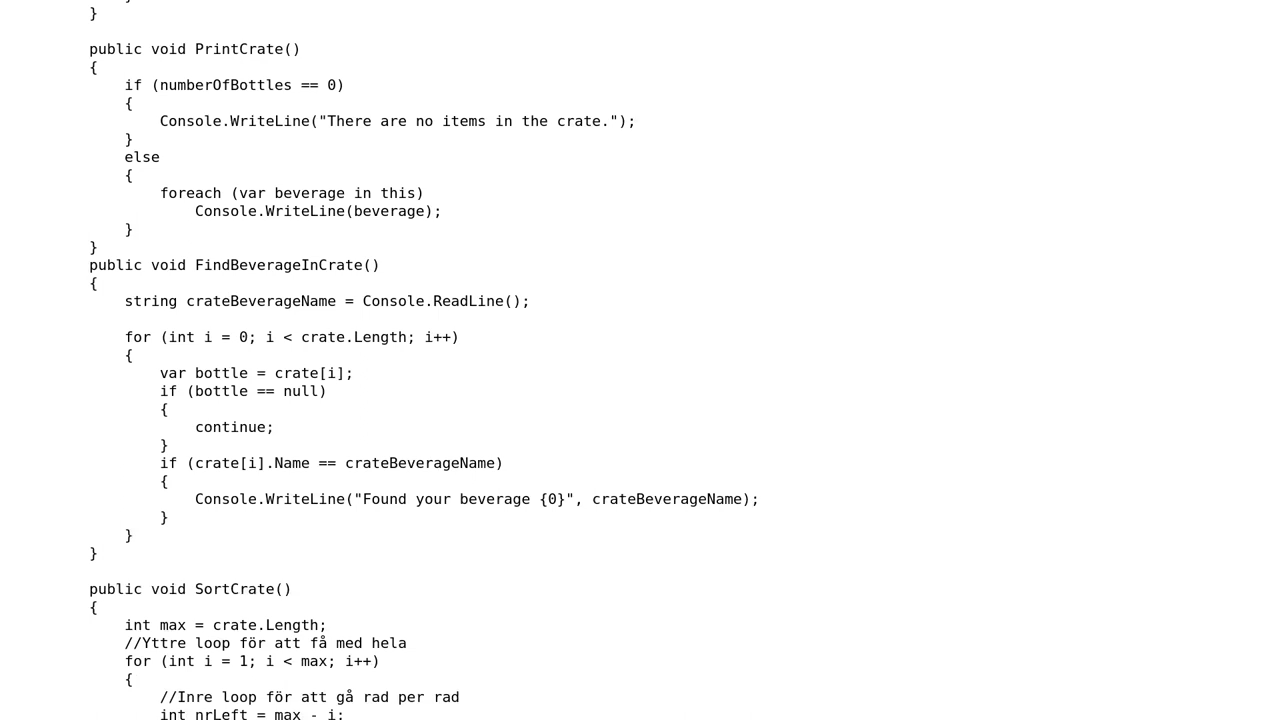 }
public void PrintCrate()
{
if (numberOfBottles == 0)
{
Console.WriteLine("There are no items in the crate.");
}
else
{
foreach (var beverage in this)
Console.WriteLine(beverage);
}
}
public void FindBeverageInCrate()
{
string crateBeverageName = Console.ReadLine();
for (int i = 0; i < crate.Length; i++)
{
var bottle = crate[i];
if (bottle == null)
{
continue;
}
if (crate[i].Name == crateBeverageName)
{
Console.WriteLine("Found your beverage {0}", crateBeverageName);
}
}
}
public void SortCrate()
{
int max = crate.Length;
//Yttre loop för att få med hela
for (int i = 1; i < max; i++)
{
//Inre loop för att gå rad per rad
int nrLeft = max - i;